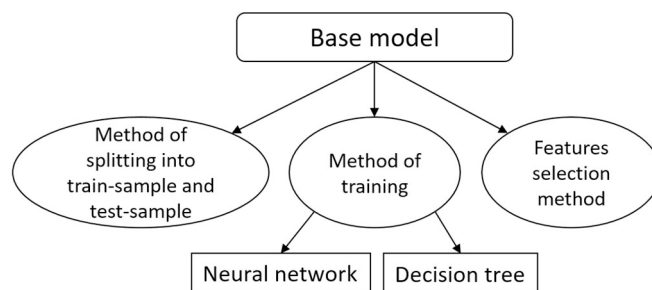 Base model
Method of
splitting into
train-sample and
test-sample
Method of
training
Features
selection
method
Neural network
Decision tree